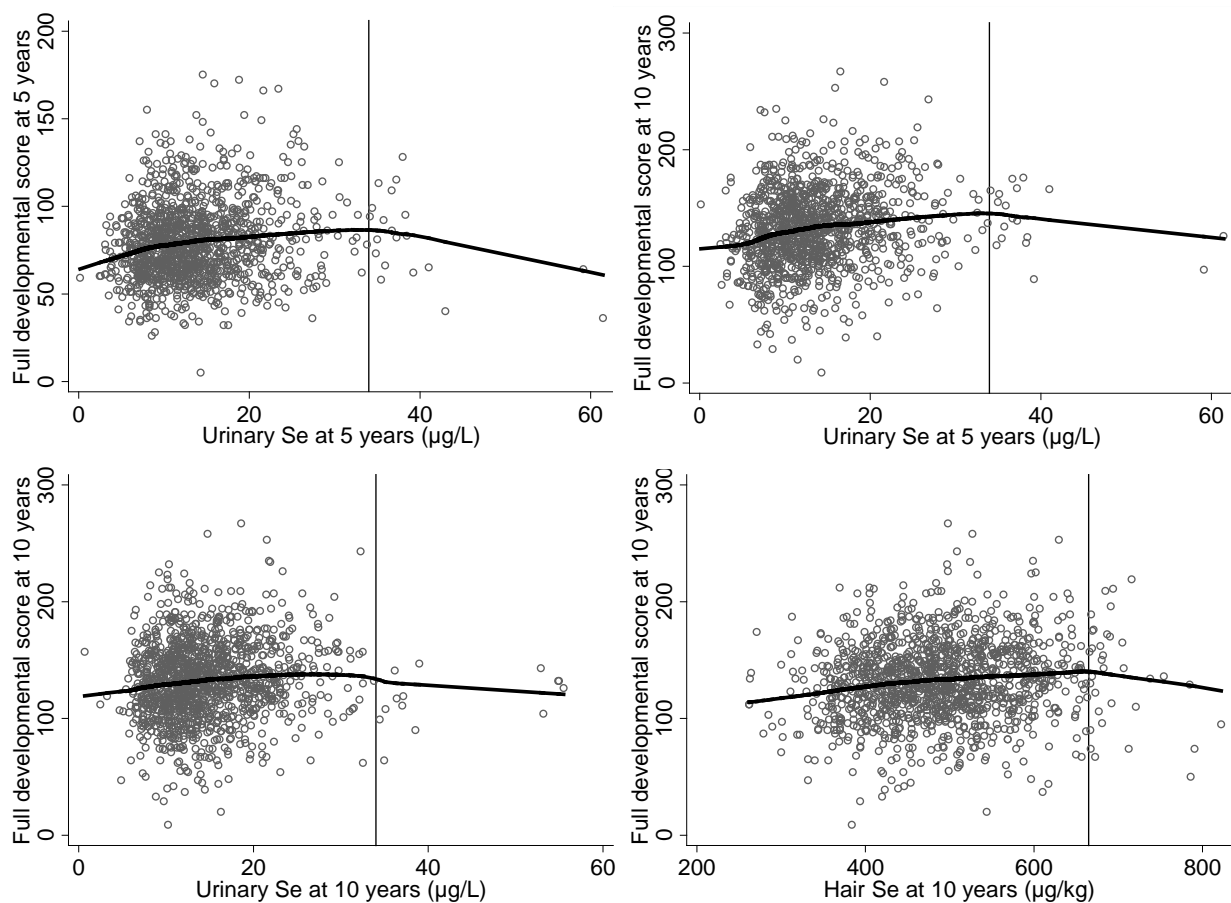 Full developmental score at 5 years
200
150
100
50
0
0 20 40 60
Urinary Se at 5 years (µg/L)
Full developmental score at 10 years
300
200
100
0
0 20 40 60
Urinary Se at 5 years (µg/L)
Full developmental score at 10 years
300
200
100
0
0 20 40 60
Urinary Se at 10 years (µg/L)
Full developmental score at 10 years
300
200
100
0
200 400 600 800
Hair Se at 10 years (µg/kg)